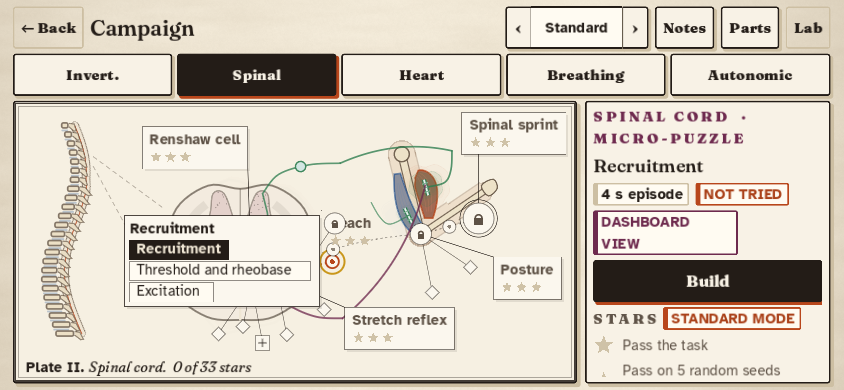 ← Back
Campaign
‹ Standard ›
Notes
Parts
Lab
Invert.
Spinal
Heart
Breathing
Autonomic
Renshaw cell
Spinal sprint
Recruitment
Recruitment
Threshold and rheobase
Excitation
Posture
Stretch reflex
Plate II. Spinal cord. 0 of 33 stars
SPINAL CORD ·
MICRO-PUZZLE
Recruitment
4 s episode
NOT TRIED
DASHBOARD
VIEW
Build
STARS
STANDARD MODE
Pass the task
Pass on 5 random seeds